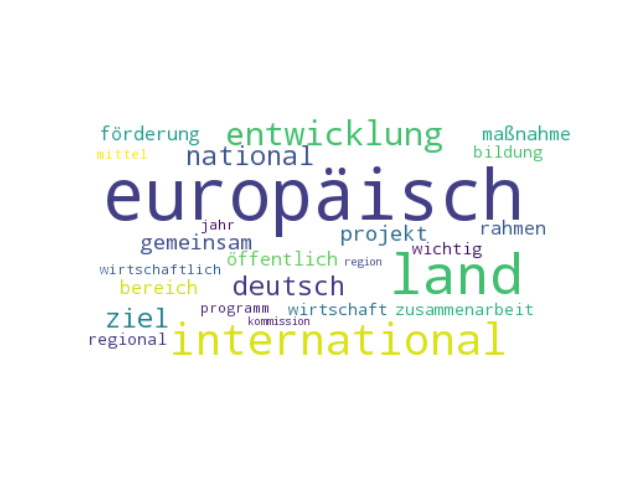 förderung entwicklung maßnahme
mittel national bildung
europäisch
jahr projekt rahmen
gemeinsam wichtig
öffentlich region land
wirtschaftlich deutsch
bereich
programm wirtschaft zusammenarbeit
ziel kommission
regional international